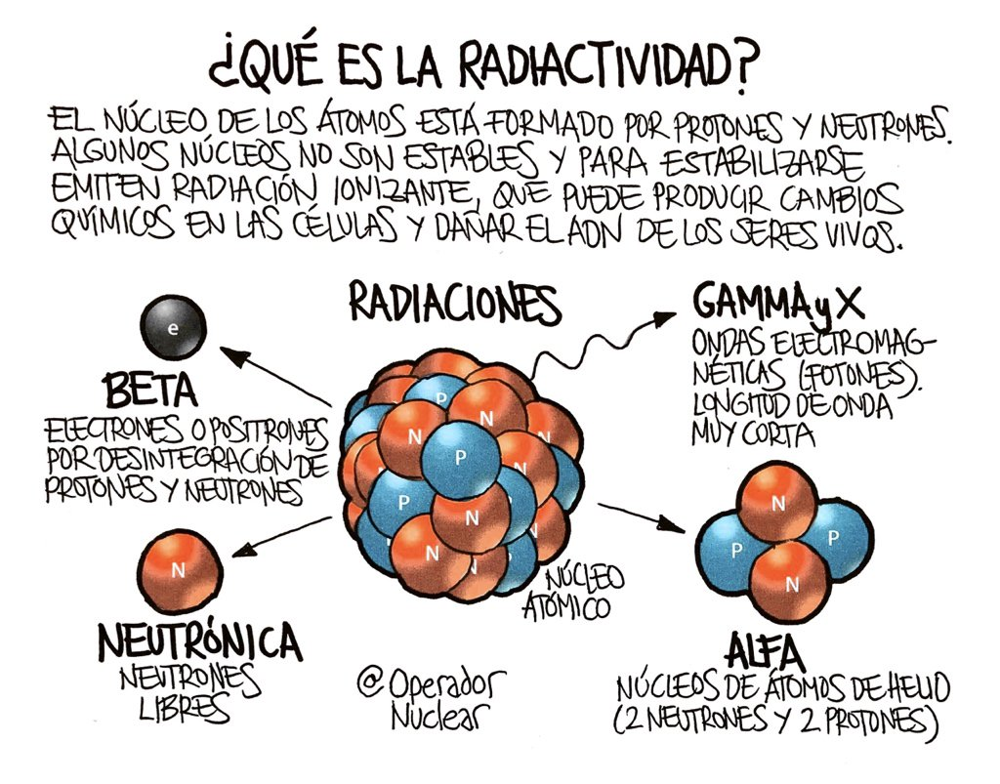 ¿QUÉ ES LA RADIACTIVIDAD?
EL NÚCLEO DE LOS ÁTOMOS ESTÁ FORMADO POR PROTONES Y NEUTRONES.
ALGUNOS NÚCLEOS NO SON ESTABLES Y PARA ESTABILIZARSE
EMITEN RADIACIÓN IONIZANTE, QUE PUEDE PRODUCIR CAMBIOS
QUÍMICOS EN LAS CÉLULAS Y DAÑAR EL ADN DE LOS SERES VIVOS.
RADIACIONES
e
BETA
ELECTRONES O POSITRONES
POR DESINTEGRACIÓN DE
PROTONES Y NEUTRONES
GAMMA y X
ONDAS ELECTROMAG-
NÉTICAS (FOTONES).
LONGITUD DE ONDA
MUY CORTA
P
N
N
N
P
N
P
P
N
P
N
N
P
NÚCLEO
ATÓMICO
N
NEUTRÓNICA
NEUTRONES
LIBRES
N
P
P
N
ALFA
NÚCLEOS DE ÁTOMOS DE HELIO
(2 NEUTRONES Y 2 PROTONES)
@Operador
Nuclear